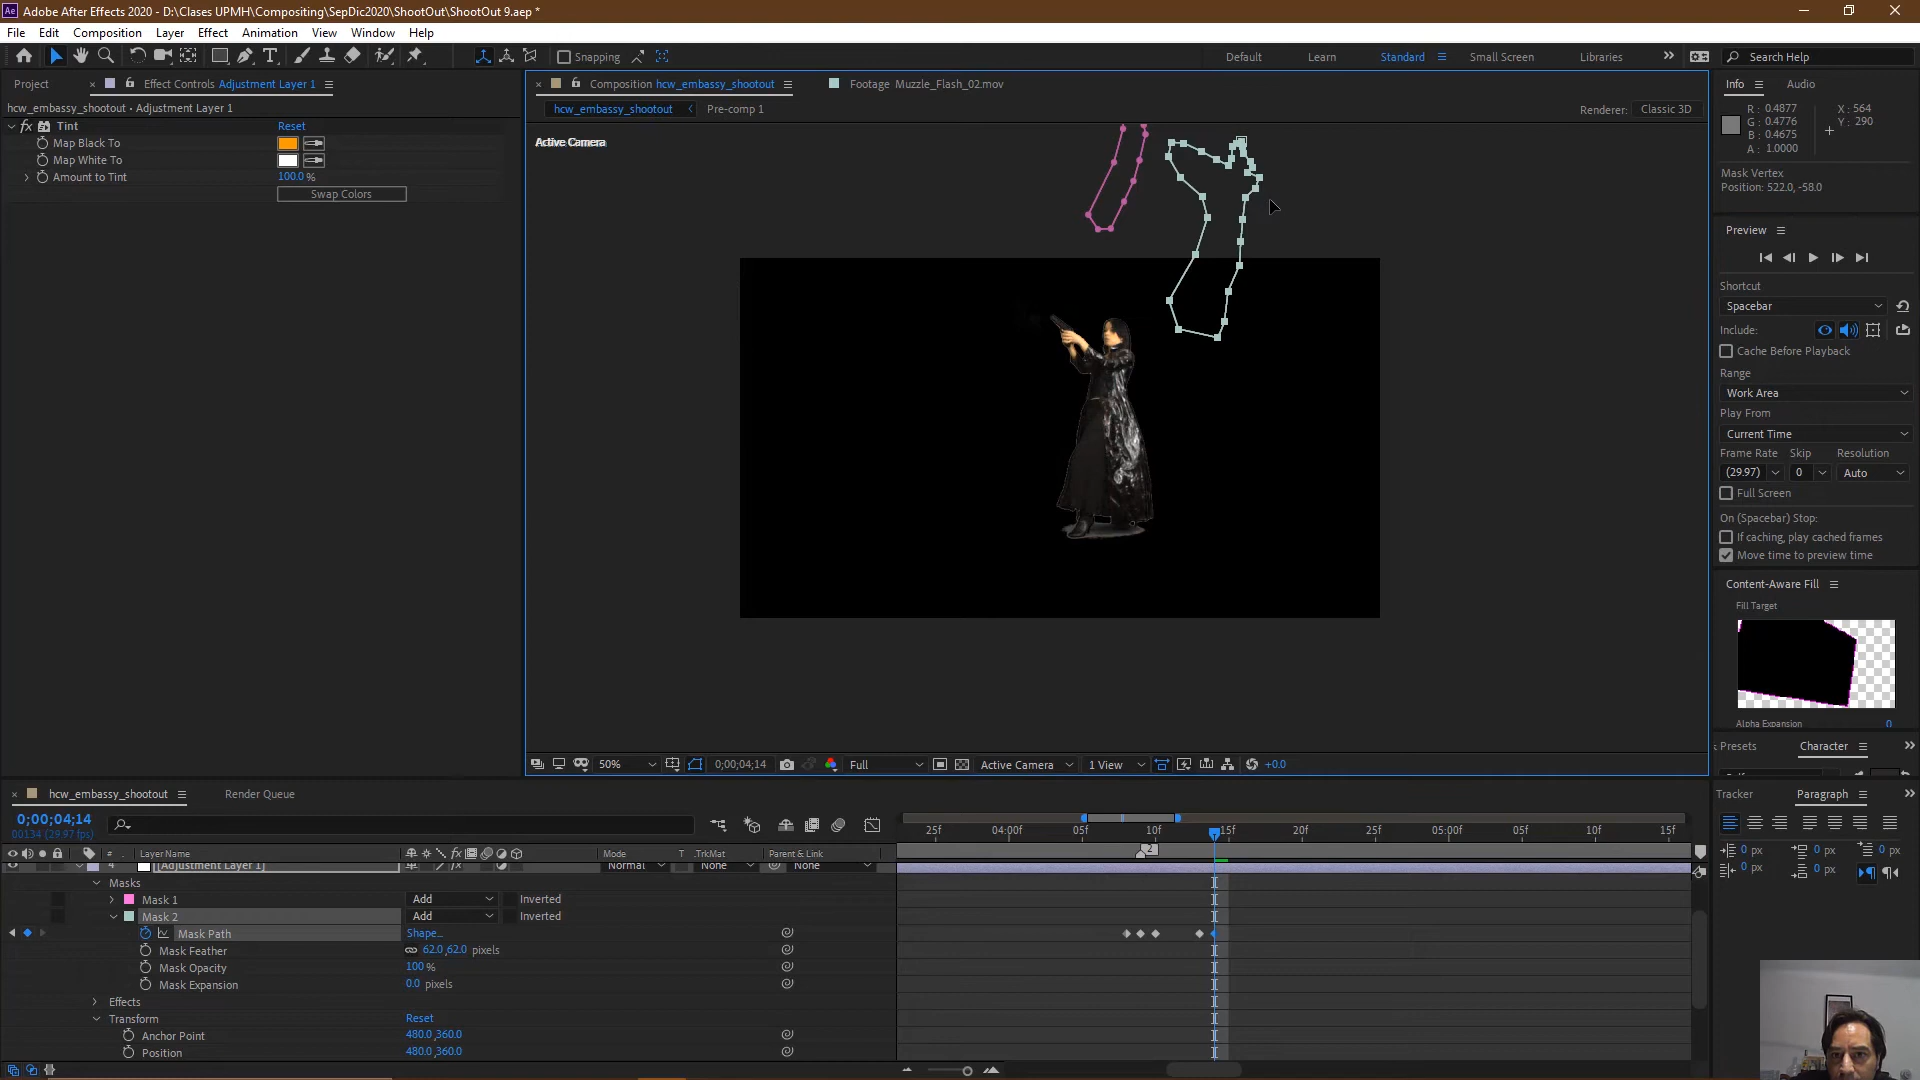 Adobe After Effects 2020 - D:\Clases UPMH\Compositing\SepDic2020\ShootOut\ShootOut 9.aep *
File Edit Composition Layer Effect Animation View Window Help
Snapping Default Learn Standard Small Screen Libraries Search Help
Project Effect Controls Adjustment Layer 1
hcw_embassy_shootout • Adjustment Layer 1
fx Tint Reset
Map Black To
Map White To
Amount to Tint 100.0 %
Swap Colors
Composition hcw_embassy_shootout Footage Muzzle_Flash_02.mov
hcw_embassy_shootout Pre-comp 1 Renderer: Classic 3D
Active Camera
50% 0;00;04;14 Full Active Camera 1 View +0.0
Info Audio
R : 0.4877 X : 564
G : 0.4776 Y : 290
B : 0.4675
A : 1.0000
Mask Vertex
Position: 522.0, -58.0
Preview
Shortcut
Spacebar
Include:
Cache Before Playback
Range
Work Area
Play From
Current Time
Frame Rate Skip Resolution
(29.97) 0 Auto
Full Screen
On (Spacebar) Stop:
If caching, play cached frames
Move time to preview time
Content-Aware Fill
Fill Target
Alpha Expansion 0
Presets Character
Tracker Paragraph
0 px 0 px 0 px
0 px 0 px
hcw_embassy_shootout Render Queue
0;00;04;14
00134 (29.97 fps)
25f 04:00f 05f 10f 15f 20f 25f 05:00f 05f 10f 15f
# Layer Name Mode T .TrkMat Parent & Link
2
4 [Adjustment Layer 1] Normal None None
Masks
Mask 1 Add Inverted
Mask 2 Add Inverted
Mask Path Shape...
Mask Feather 62.0,62.0 pixels
Mask Opacity 100 %
Mask Expansion 0.0 pixels
Effects
Transform Reset
Anchor Point 480.0,360.0
Position 480.0,360.0